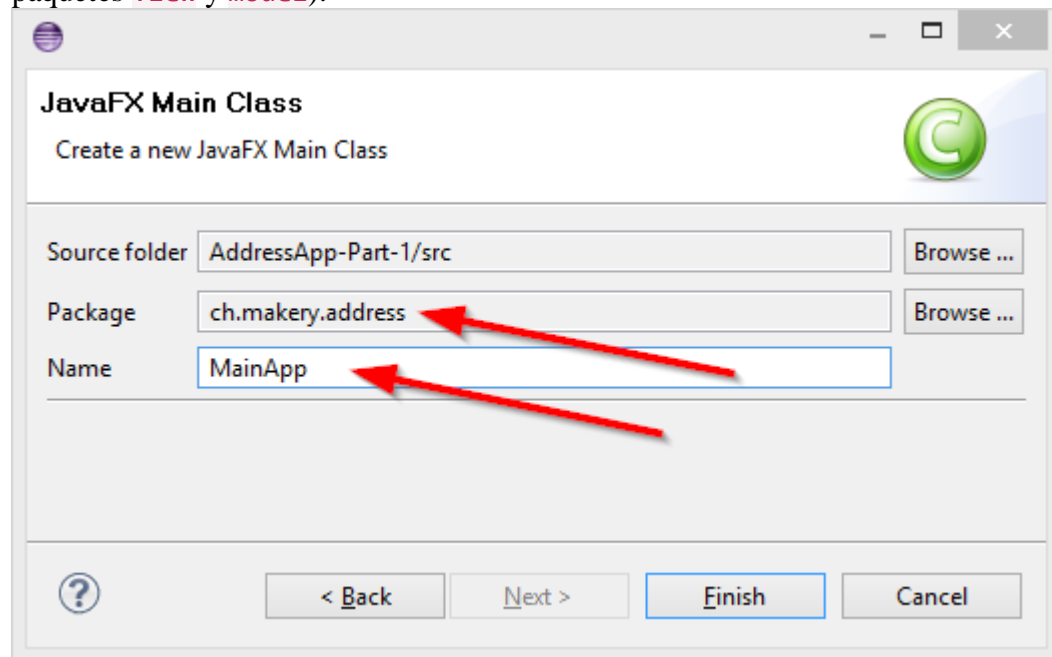 JavaFX Main Class
Create a new JavaFX Main Class
Source folder AddressApp-Part-1/src Browse ...
Package ch.makery.address Browse ...
Name MainApp
< Back Next > Finish Cancel